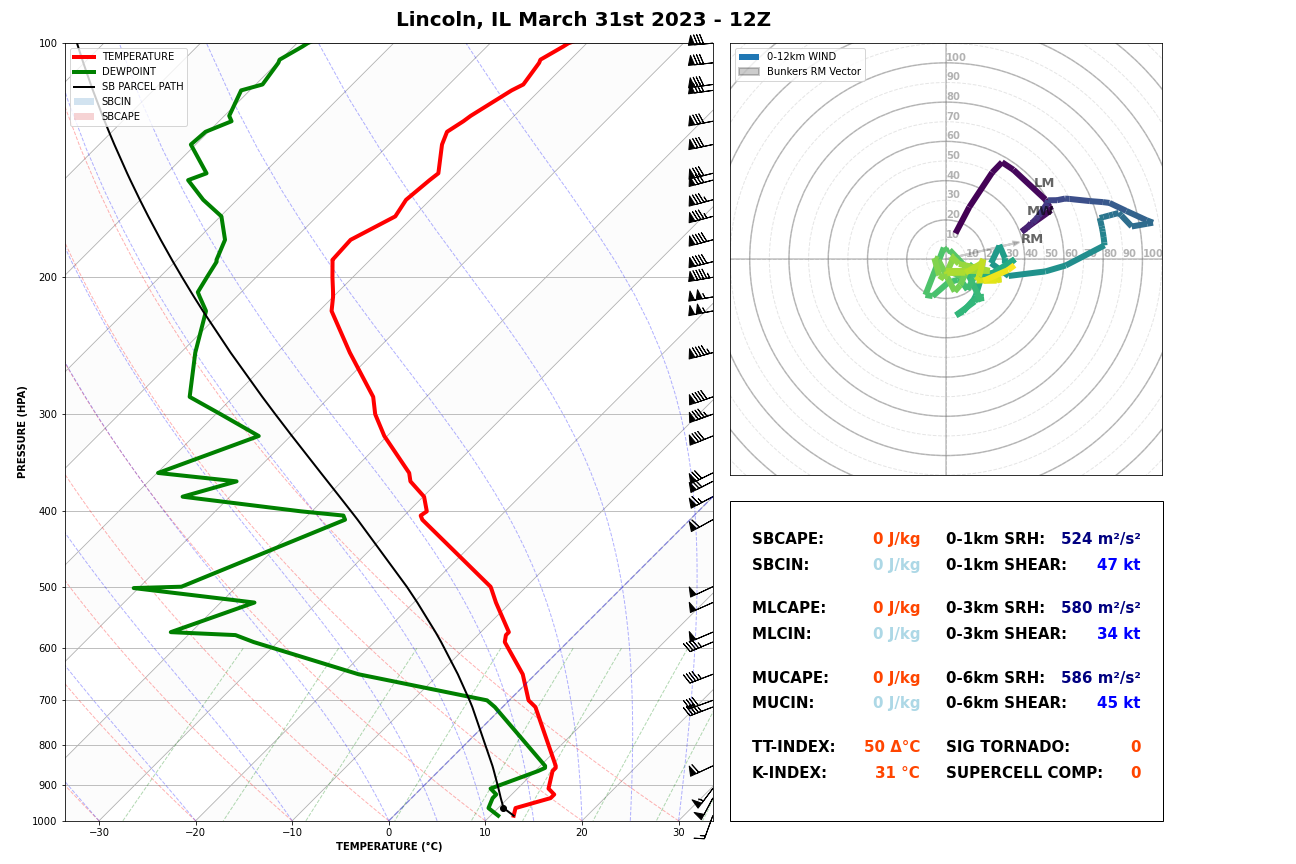 Lincoln, IL March 31st 2023 - 12Z
TEMPERATURE
DEWPOINT
SB PARCEL PATH
SBCIN
SBCAPE
100
200
300
400
500
600
700
800
900
1000
PRESSURE (HPA)
−30
−20
−10
0
10
20
30
TEMPERATURE (°C)
0-12km WIND
Bunkers RM Vector
100
90
80
70
60
50
40
30
20
10
10 20 30 40 50 60 70 80 90 100
LM
MW
RM
SBCAPE: 0 J/kg 0-1km SRH: 524 m²/s²
SBCIN: 0 J/kg 0-1km SHEAR: 47 kt
MLCAPE: 0 J/kg 0-3km SRH: 580 m²/s²
MLCIN: 0 J/kg 0-3km SHEAR: 34 kt
MUCAPE: 0 J/kg 0-6km SRH: 586 m²/s²
MUCIN: 0 J/kg 0-6km SHEAR: 45 kt
TT-INDEX: 50 Δ°C SIG TORNADO: 0
K-INDEX: 31 °C SUPERCELL COMP: 0